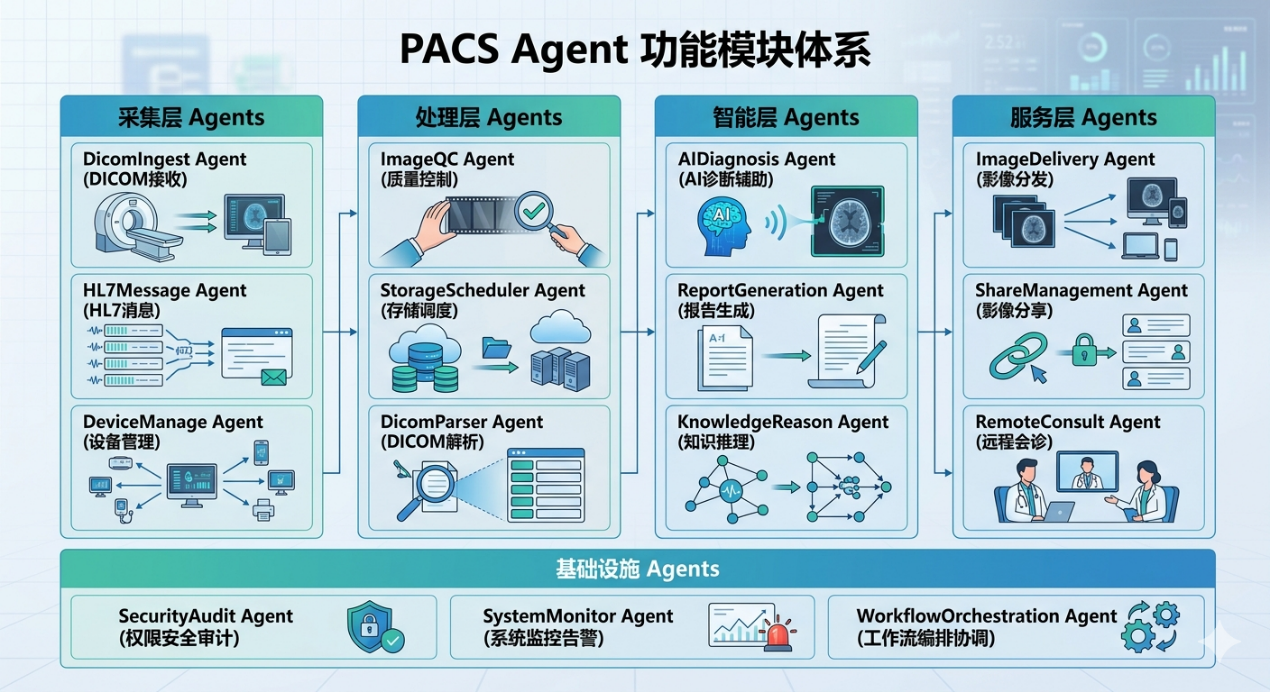 PACS Agent 功能模块体系
采集层 Agents
DicomIngest Agent
(DICOM接收)
HL7Message Agent
(HL7消息)
DeviceManage Agent
(设备管理)
处理层 Agents
ImageQC Agent
(质量控制)
StorageScheduler Agent
(存储调度)
DicomParser Agent
(DICOM解析)
智能层 Agents
AIDiagnosis Agent
(AI诊断辅助)
AI
ReportGeneration Agent
(报告生成)
KnowledgeReason Agent
(知识推理)
服务层 Agents
ImageDelivery Agent
(影像分发)
ShareManagement Agent
(影像分享)
RemoteConsult Agent
(远程会诊)
基础设施 Agents
SecurityAudit Agent
(权限安全审计)
SystemMonitor Agent
(系统监控告警)
WorkflowOrchestration Agent
(工作流编排协调)